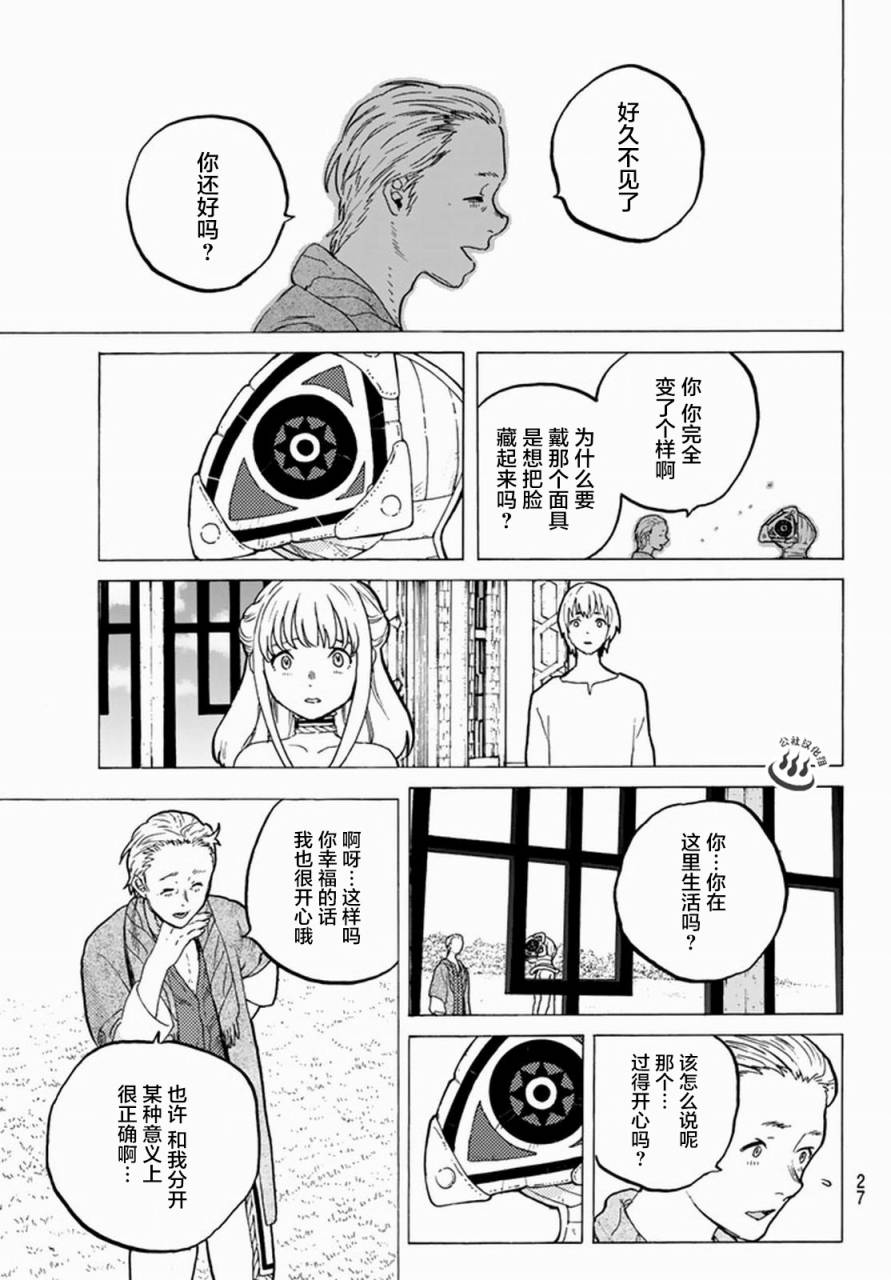 好久不见了
你还好吗？
你 你完全
变了个样啊
为什么要
戴那个面具
是想把脸
藏起来吗？
公社汉化组
你…你在
这里生活
吗？
啊呀…这样吗
你幸福的话
我也很开心哦
也许 和我分开
某种意义上
很正确啊…
该怎么说呢
那个…
过得开心吗？
27